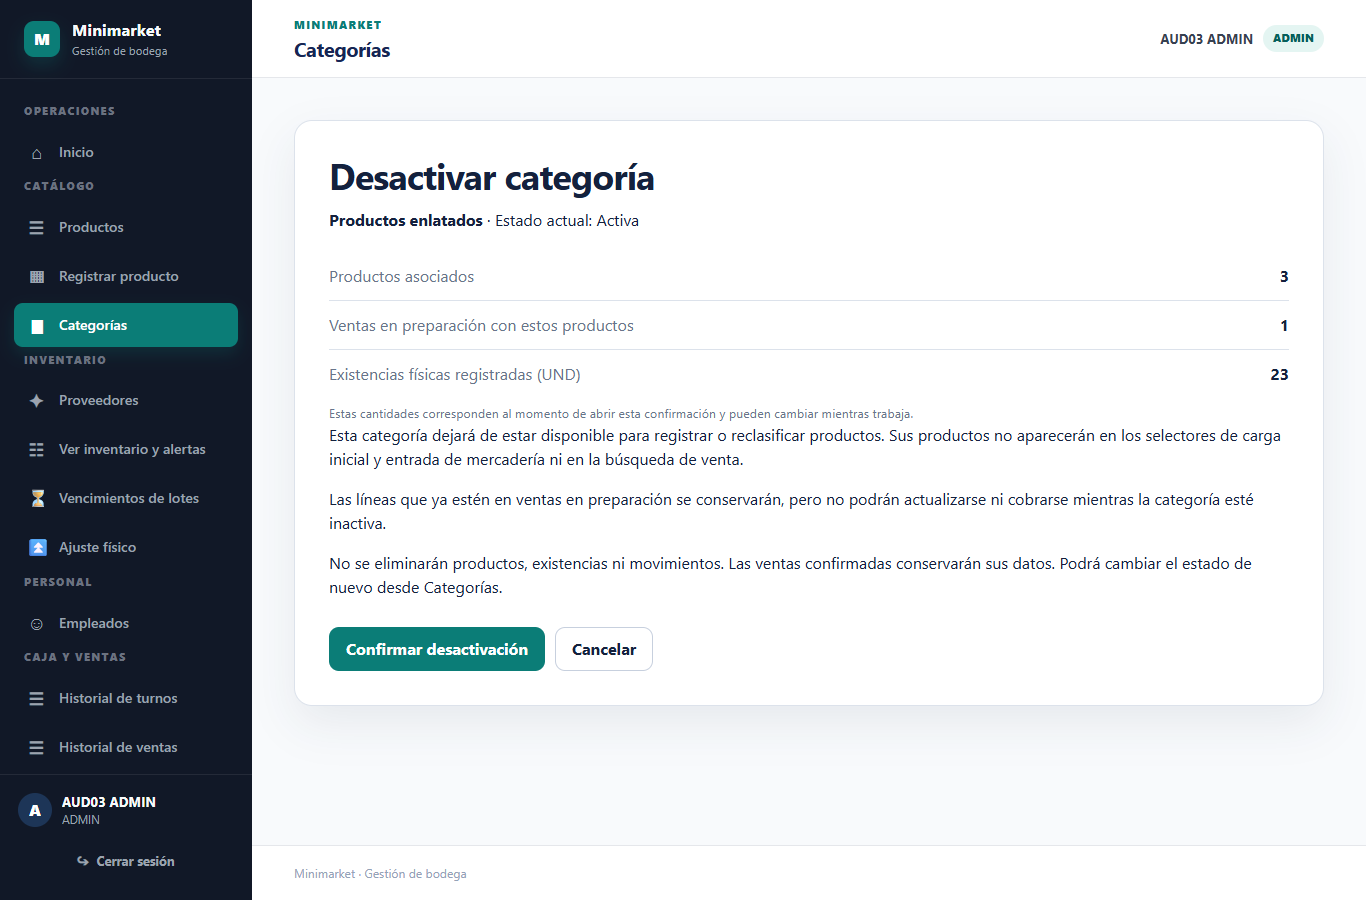 M
Minimarket
Gestión de bodega
OPERACIONES
Inicio
CATÁLOGO
Productos
Registrar producto
Categorías
INVENTARIO
Proveedores
Ver inventario y alertas
Vencimientos de lotes
Ajuste físico
PERSONAL
Empleados
CAJA Y VENTAS
Historial de turnos
Historial de ventas
A
AUD03 ADMIN
ADMIN
Cerrar sesión
MINIMARKET
Categorías
AUD03 ADMIN ADMIN
Desactivar categoría
Productos enlatados · Estado actual: Activa
Productos asociados 3
Ventas en preparación con estos productos 1
Existencias físicas registradas (UND) 23
Estas cantidades corresponden al momento de abrir esta confirmación y pueden cambiar mientras trabaja.
Esta categoría dejará de estar disponible para registrar o reclasificar productos. Sus productos no aparecerán en los selectores de carga
inicial y entrada de mercadería ni en la búsqueda de venta.
Las líneas que ya estén en ventas en preparación se conservarán, pero no podrán actualizarse ni cobrarse mientras la categoría esté
inactiva.
No se eliminarán productos, existencias ni movimientos. Las ventas confirmadas conservarán sus datos. Podrá cambiar el estado de
nuevo desde Categorías.
Confirmar desactivación Cancelar
Minimarket · Gestión de bodega